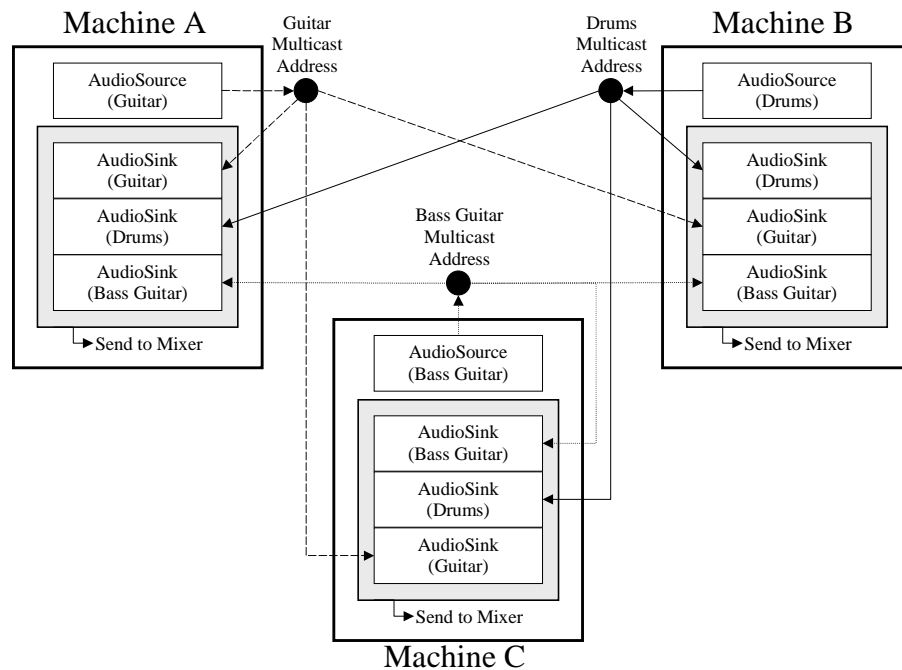 Machine A
Guitar
Multicast
Address
Drums
Multicast
Address
Machine B
AudioSource
(Guitar)
AudioSink
(Guitar)
AudioSink
(Drums)
AudioSink
(Bass Guitar)
Send to Mixer
AudioSource
(Drums)
AudioSink
(Drums)
AudioSink
(Guitar)
AudioSink
(Bass Guitar)
Send to Mixer
Bass Guitar
Multicast
Address
AudioSource
(Bass Guitar)
AudioSink
(Bass Guitar)
AudioSink
(Drums)
AudioSink
(Guitar)
Send to Mixer
Machine C